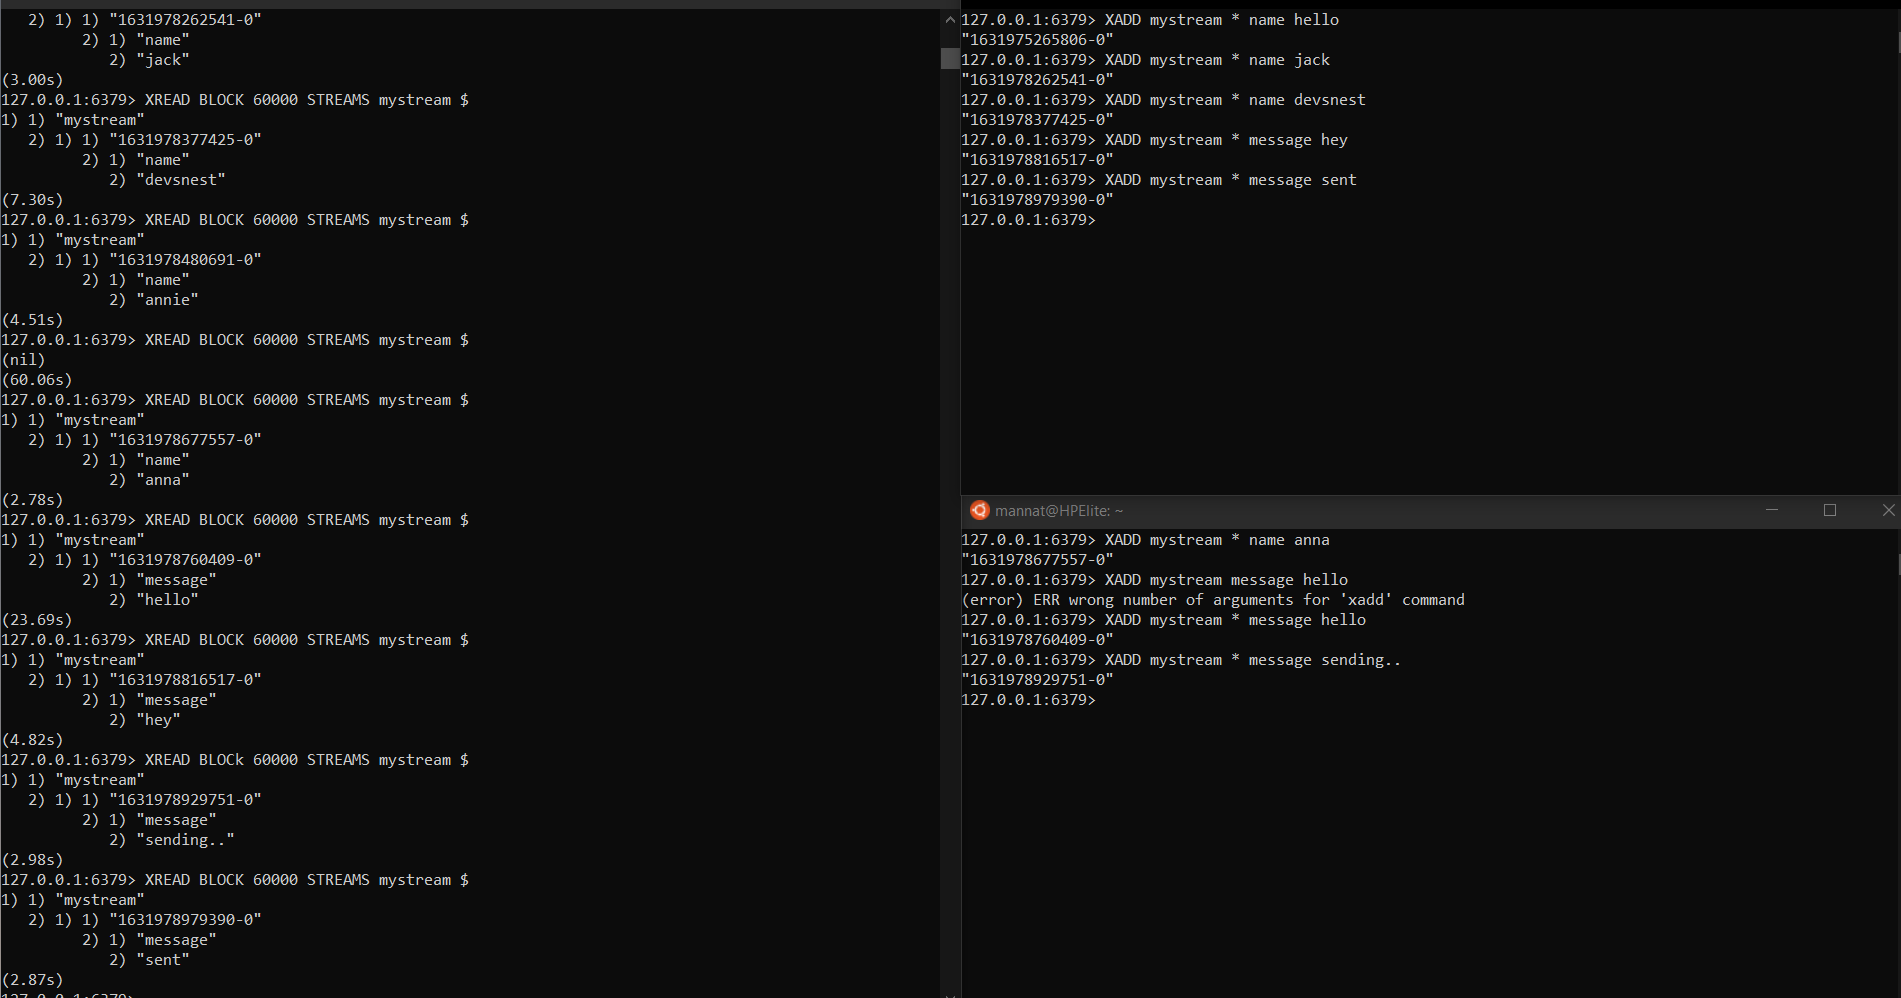 2) 1) 1) "1631978262541-0"
         2) 1) "name"
            2) "jack"
(3.00s)
127.0.0.1:6379> XREAD BLOCK 60000 STREAMS mystream $
1) 1) "mystream"
   2) 1) 1) "1631978377425-0"
         2) 1) "name"
            2) "devsnest"
(7.30s)
127.0.0.1:6379> XREAD BLOCK 60000 STREAMS mystream $
1) 1) "mystream"
   2) 1) 1) "1631978480691-0"
         2) 1) "name"
            2) "annie"
(4.51s)
127.0.0.1:6379> XREAD BLOCK 60000 STREAMS mystream $
(nil)
(60.06s)
127.0.0.1:6379> XREAD BLOCK 60000 STREAMS mystream $
1) 1) "mystream"
   2) 1) 1) "1631978677557-0"
         2) 1) "name"
            2) "anna"
(2.78s)
127.0.0.1:6379> XREAD BLOCK 60000 STREAMS mystream $
1) 1) "mystream"
   2) 1) 1) "1631978760409-0"
         2) 1) "message"
            2) "hello"
(23.69s)
127.0.0.1:6379> XREAD BLOCK 60000 STREAMS mystream $
1) 1) "mystream"
   2) 1) 1) "1631978816517-0"
         2) 1) "message"
            2) "hey"
(4.82s)
127.0.0.1:6379> XREAD BLOCk 60000 STREAMS mystream $
1) 1) "mystream"
   2) 1) 1) "1631978929751-0"
         2) 1) "message"
            2) "sending.."
(2.98s)
127.0.0.1:6379> XREAD BLOCK 60000 STREAMS mystream $
1) 1) "mystream"
   2) 1) 1) "1631978979390-0"
         2) 1) "message"
            2) "sent"
(2.87s)
127.0.0.1:6379>
127.0.0.1:6379> XADD mystream * name hello
"1631975265806-0"
127.0.0.1:6379> XADD mystream * name jack
"1631978262541-0"
127.0.0.1:6379> XADD mystream * name devsnest
"1631978377425-0"
127.0.0.1:6379> XADD mystream * message hey
"1631978816517-0"
127.0.0.1:6379> XADD mystream * message sent
"1631978979390-0"
127.0.0.1:6379>
mannat@HPElite: ~
127.0.0.1:6379> XADD mystream * name anna
"1631978677557-0"
127.0.0.1:6379> XADD mystream message hello
(error) ERR wrong number of arguments for 'xadd' command
127.0.0.1:6379> XADD mystream * message hello
"1631978760409-0"
127.0.0.1:6379> XADD mystream * message sending..
"1631978929751-0"
127.0.0.1:6379>